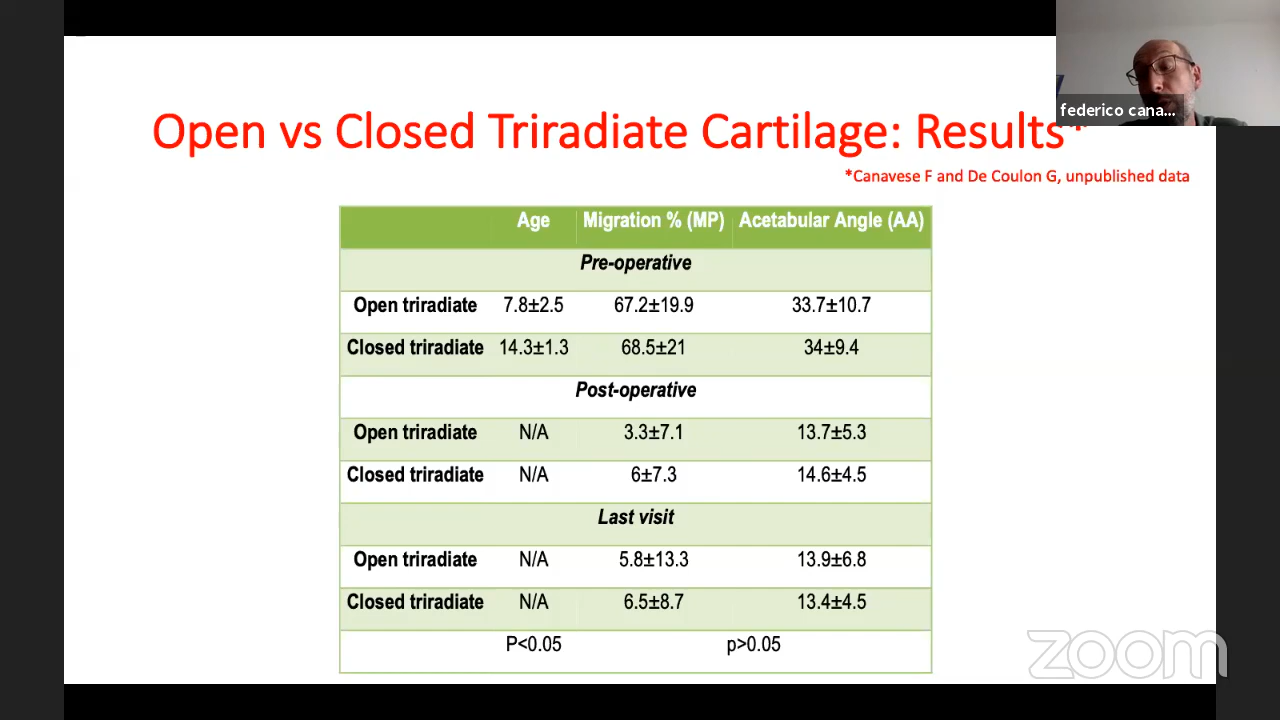 federico cana...
Open vs Closed Triradiate Cartilage: Results*
*Canavese F and De Coulon G, unpublished data
Age Migration % (MP) Acetabular Angle (AA)
Pre-operative
Open triradiate 7.8±2.5 67.2±19.9 33.7±10.7
Closed triradiate 14.3±1.3 68.5±21 34±9.4
Post-operative
Open triradiate N/A 3.3±7.1 13.7±5.3
Closed triradiate N/A 6±7.3 14.6±4.5
Last visit
Open triradiate N/A 5.8±13.3 13.9±6.8
Closed triradiate N/A 6.5±8.7 13.4±4.5
P<0.05 p>0.05
zoom